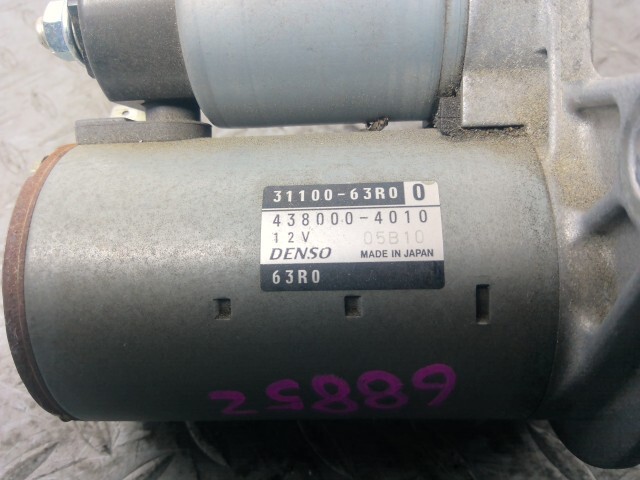 31100-63R0 0
438000-4010
12V 05B10
DENSO MADE IN JAPAN
63R0